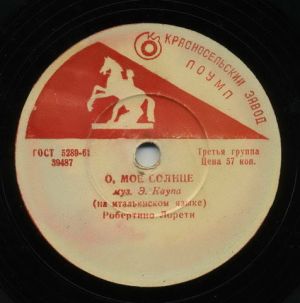 КРАСНОСЕЛЬСКИЙ ЗАВОД
ПОУМП
ГОСТ 5289-61
39487
Третья группа
Цена 57 коп.
О, МОЕ СОЛНЦЕ
муз. Э. Капуа
(на итальянском языке)
Робертино Лорети